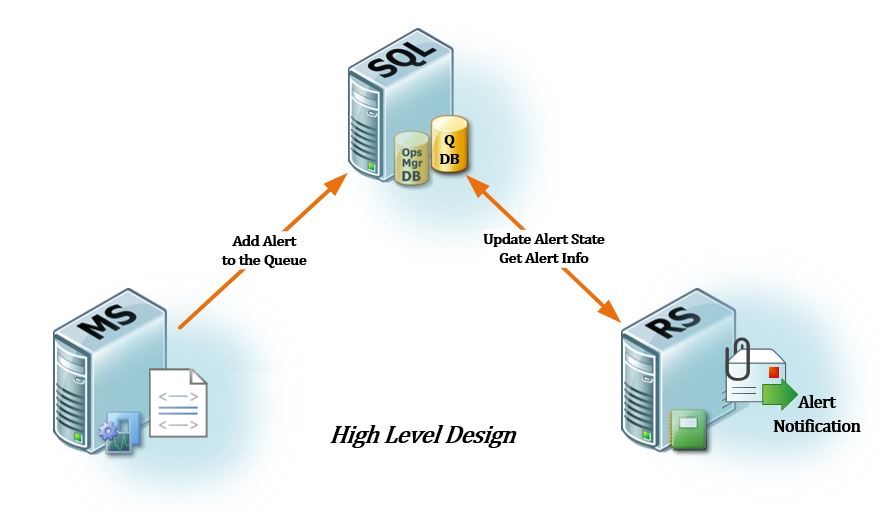 SQL
Ops
Mgr
DB
Q
DB
Add Alert
to the Queue
Update Alert State
Get Alert Info
MS
<-->
<-->
RS
Alert
Notification
High Level Design